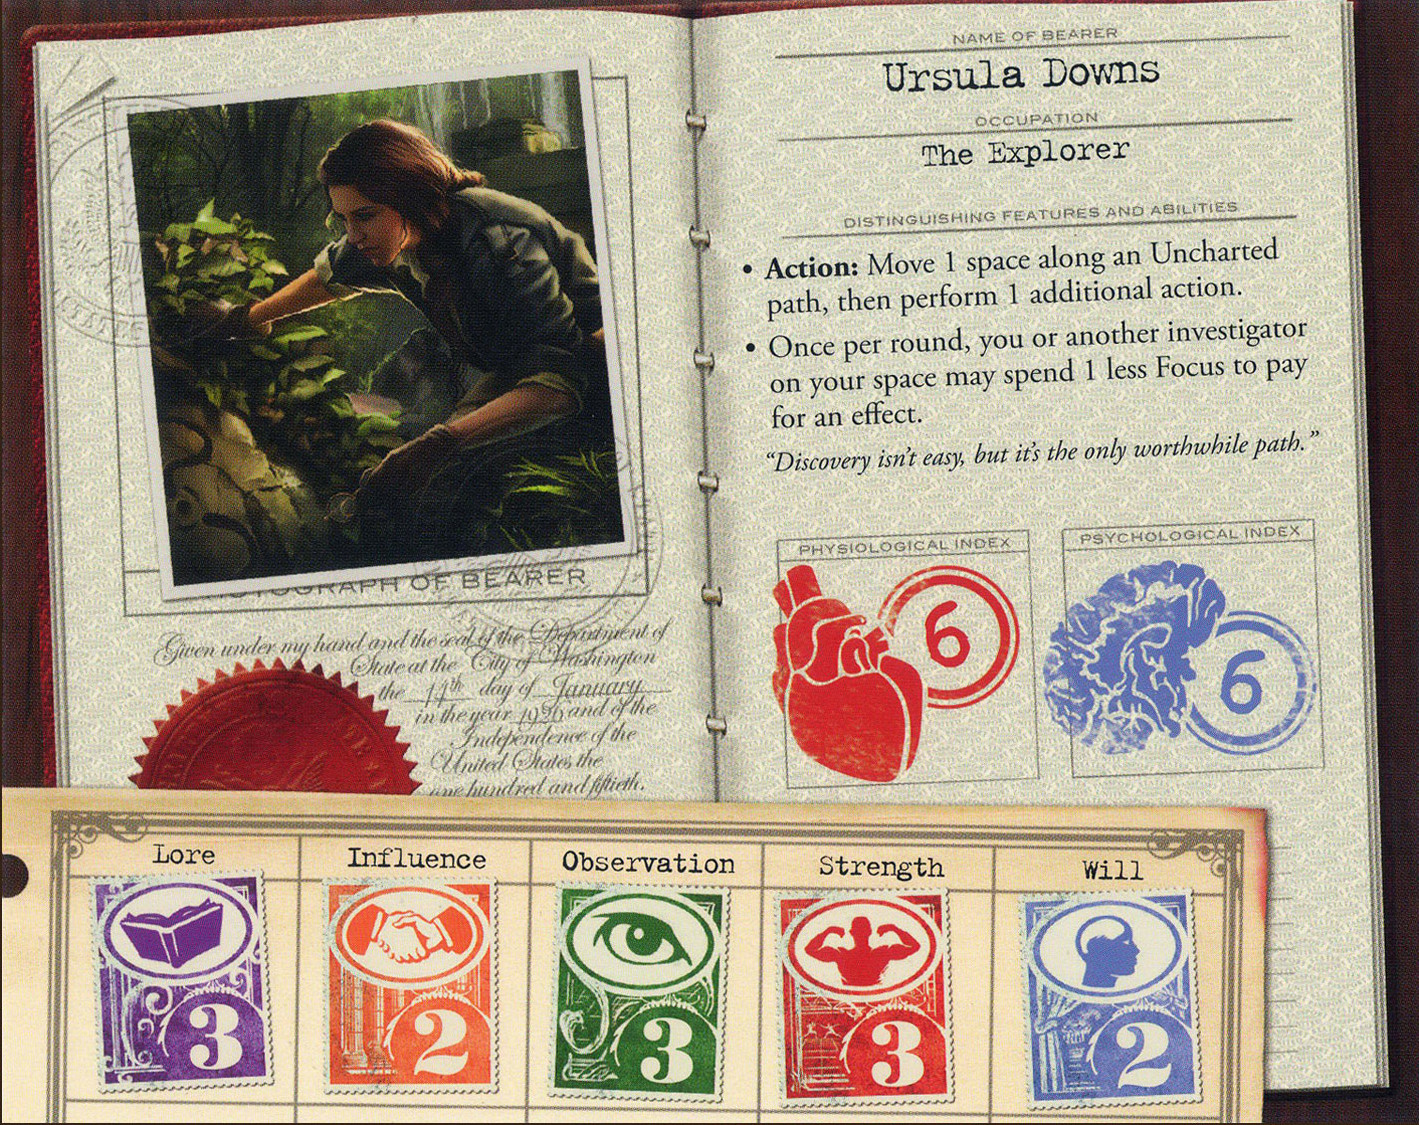 NAME OF BEARER
Ursula Downs
OCCUPATION
The Explorer
DISTINGUISHING FEATURES AND ABILITIES
• Action: Move 1 space along an Uncharted
path, then perform 1 additional action.
• Once per round, you or another investigator
on your space may spend 1 less Focus to pay
for an effect.
“Discovery isn’t easy, but it’s the only worthwhile path.”
PHYSIOLOGICAL INDEX
6
PSYCHOLOGICAL INDEX
6
OF BEARER
Given under my hand and the seal of the Department of
State at the City of Washington
the day of January
in the year 1926 and of the
Independence of the
United States the
one hundred and fiftieth.
Lore
Influence
Observation
Strength
Will
3
2
3
3
2